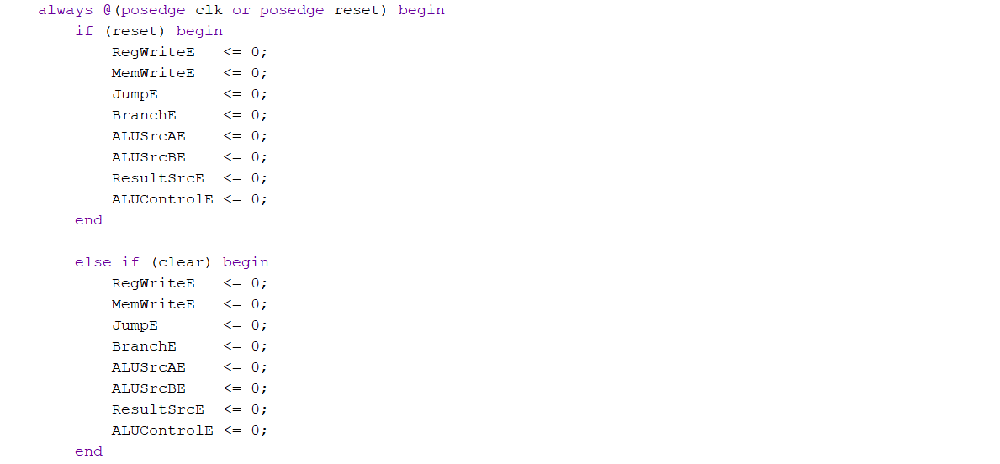 always @(posedge clk or posedge reset) begin
    if (reset) begin
        RegWriteE   <= 0;
        MemWriteE   <= 0;
        JumpE       <= 0;
        BranchE     <= 0;
        ALUSrcAE    <= 0;
        ALUSrcBE    <= 0;
        ResultSrcE  <= 0;
        ALUControlE <= 0;
    end

    else if (clear) begin
        RegWriteE   <= 0;
        MemWriteE   <= 0;
        JumpE       <= 0;
        BranchE     <= 0;
        ALUSrcAE    <= 0;
        ALUSrcBE    <= 0;
        ResultSrcE  <= 0;
        ALUControlE <= 0;
    end